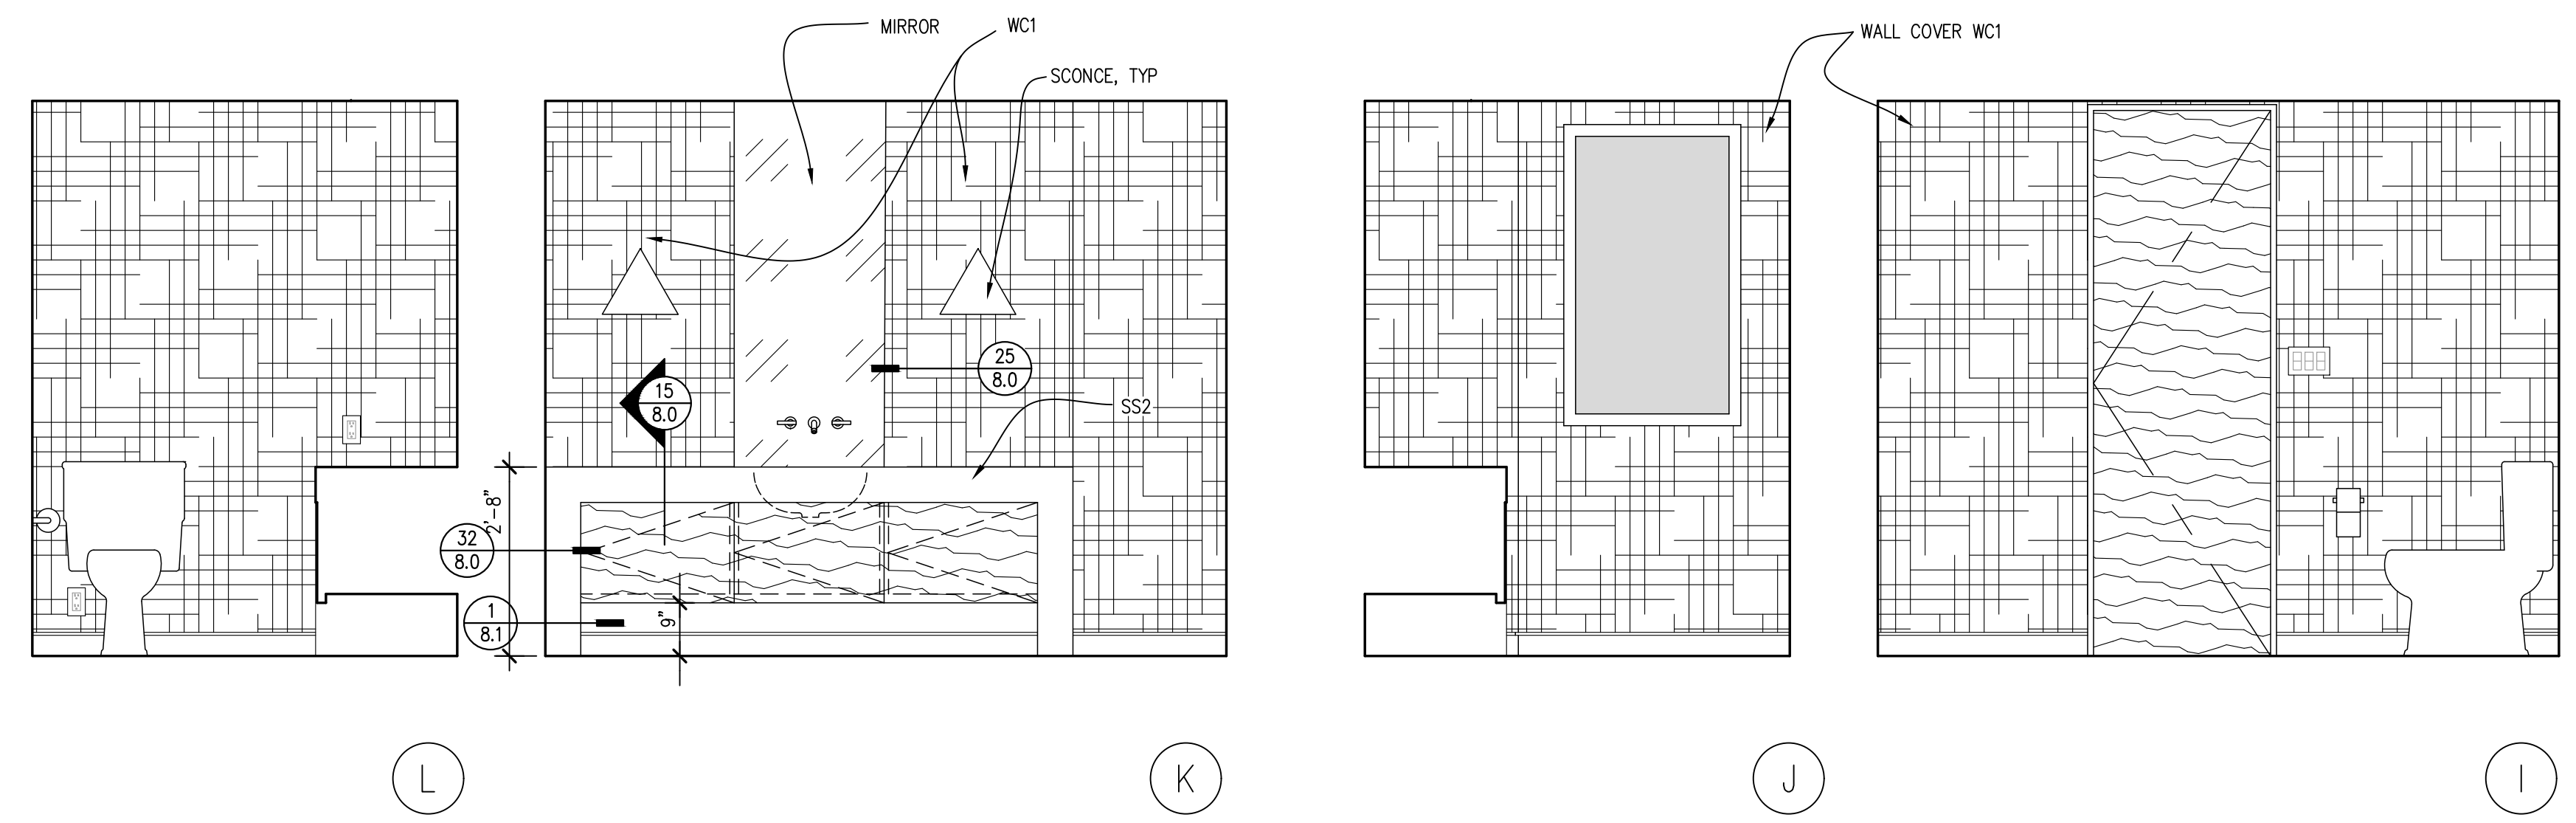 MIRROR
WC1
WALL COVER WC1
SCONCE, TYP
25
8.0
15
8.0
SS2
2'-8"
32
8.0
1
8.1
9"
L
K
J
I